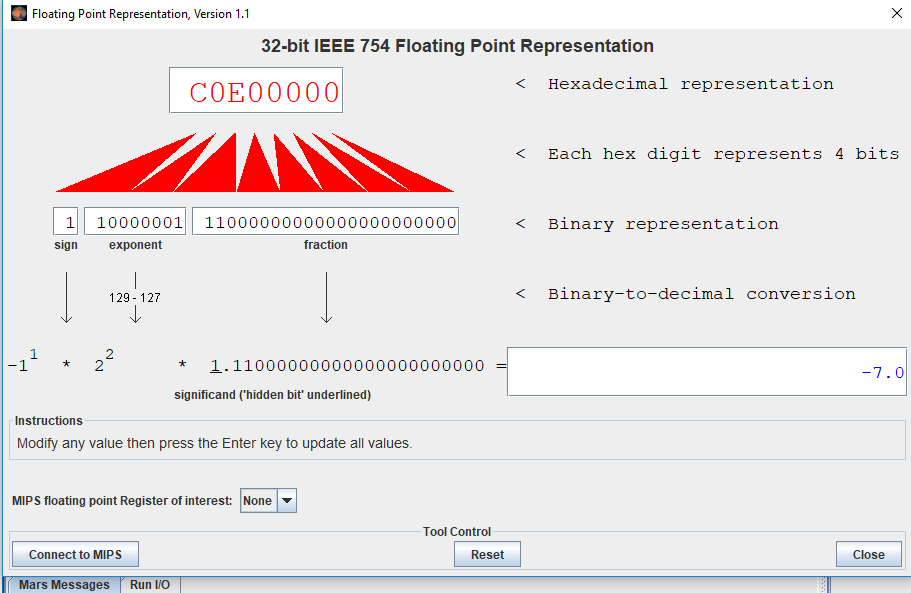 Floating Point Representation, Version 1.1
32-bit IEEE 754 Floating Point Representation
C0E00000
< Hexadecimal representation
< Each hex digit represents 4 bits
1 10000001 11000000000000000000000
< Binary representation
sign exponent fraction
129 - 127
< Binary-to-decimal conversion
-1^1 * 2^2 * 1.11000000000000000000000 = -7.0
significand ('hidden bit' underlined)
Instructions
Modify any value then press the Enter key to update all values.
MIPS floating point Register of interest: None
Tool Control
Connect to MIPS Reset Close
Mars Messages Run I/O